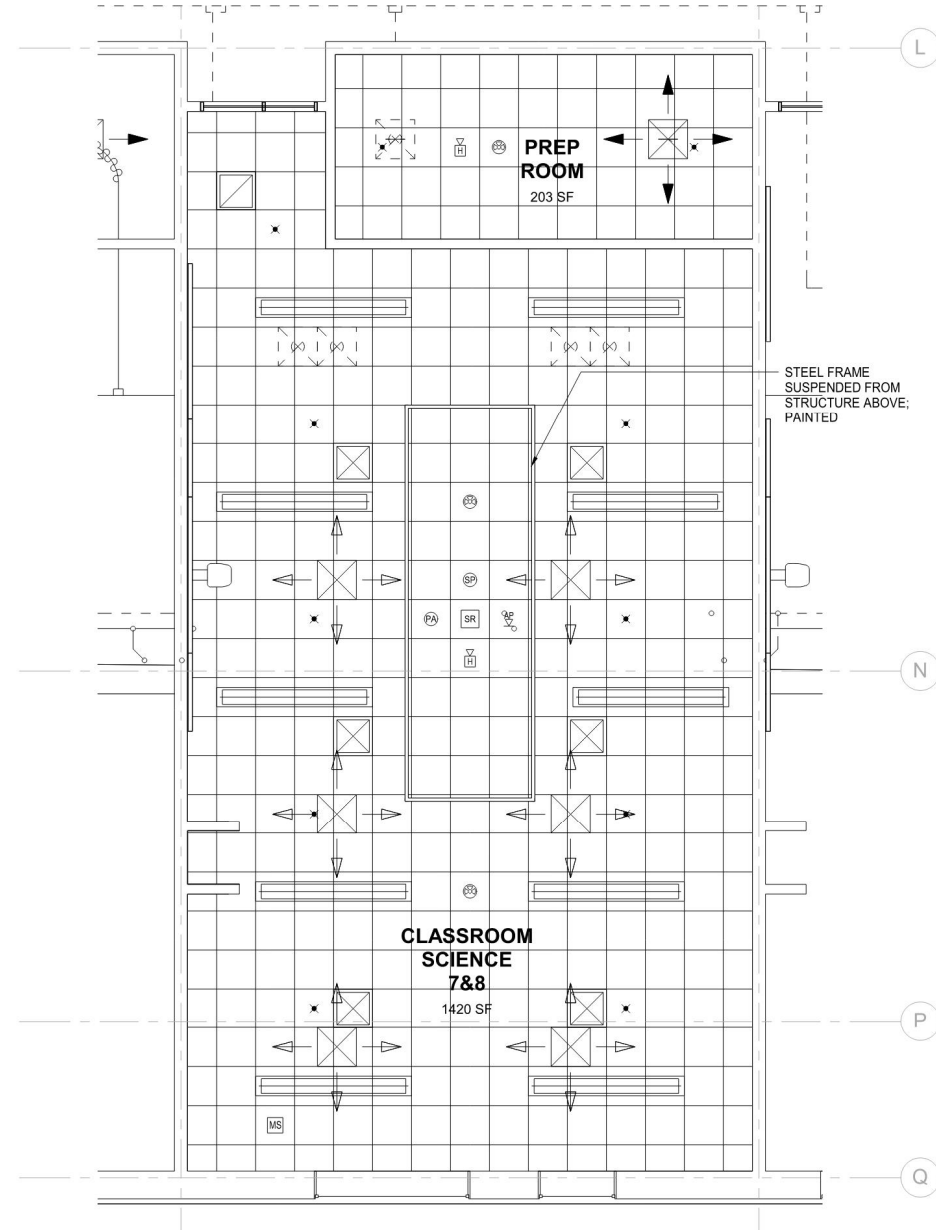 L
H
PREP
ROOM
203 SF
STEEL FRAME
SUSPENDED FROM
STRUCTURE ABOVE;
PAINTED
SP
PA
SR
AP
H
N
CLASSROOM
SCIENCE
7&8
1420 SF
P
MS
Q